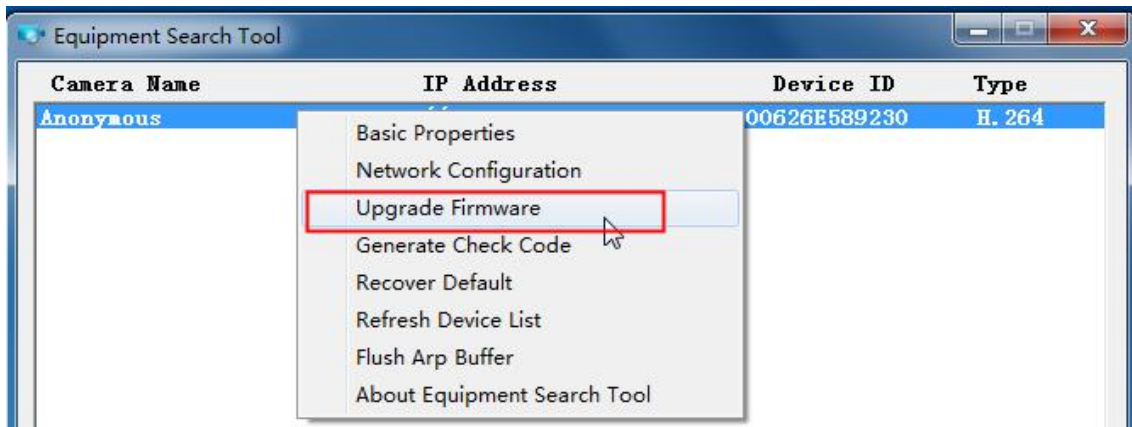 Equipment Search Tool
Camera Name IP Address Device ID Type
Anonymous 00626E589230 H.264
Basic Properties
Network Configuration
Upgrade Firmware
Generate Check Code
Recover Default
Refresh Device List
Flush Arp Buffer
About Equipment Search Tool